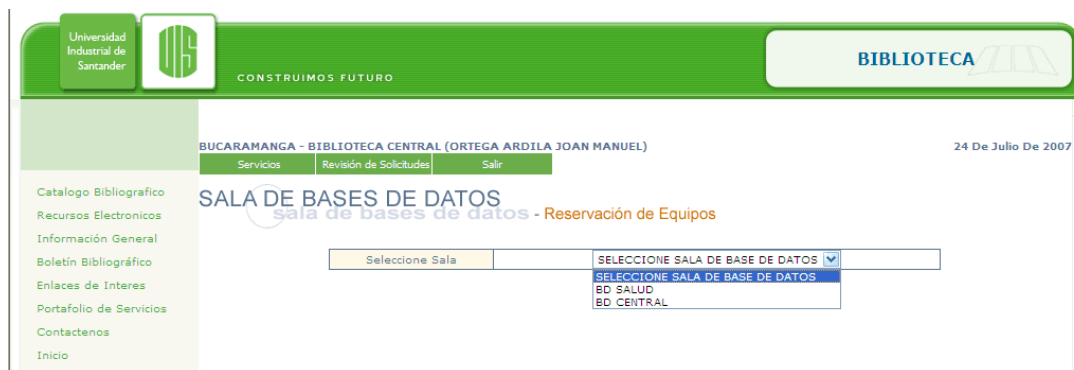 Universidad
Industrial de
Santander
UIS
CONSTRUIMOS FUTURO
BIBLIOTECA
BUCARAMANGA - BIBLIOTECA CENTRAL (ORTEGA ARDILA JOAN MANUEL)
24 De Julio De 2007
Servicios
Revisión de Solicitudes
Salir
SALA DE BASES DE DATOS
sala de bases de datos - Reservación de Equipos
Catalogo Bibliografico
Recursos Electronicos
Información General
Boletín Bibliográfico
Enlaces de Interes
Portafolio de Servicios
Contactenos
Inicio
Seleccione Sala
SELECCIONE SALA DE BASE DE DATOS
SELECCIONE SALA DE BASE DE DATOS
BD SALUD
BD CENTRAL